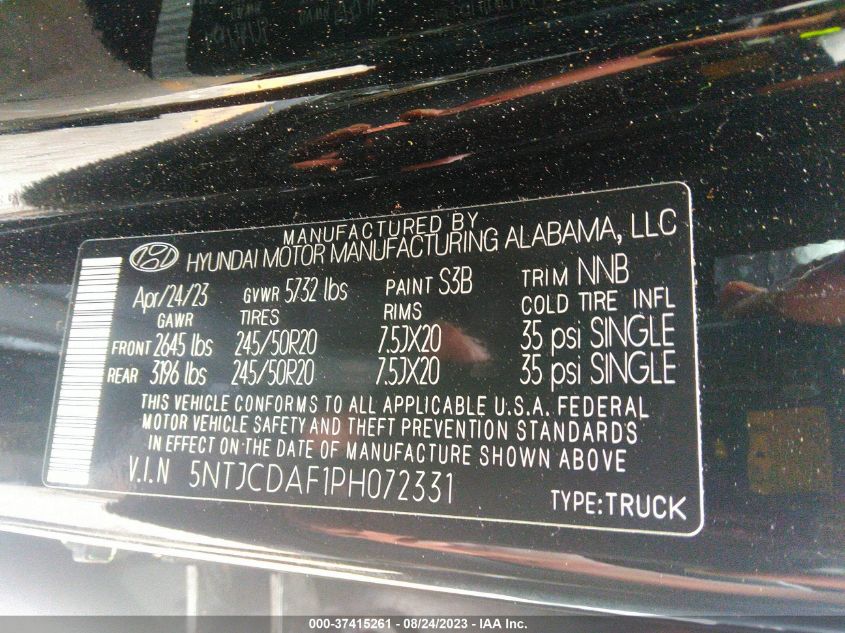 MANUFACTURED BY
HYUNDAI MOTOR MANUFACTURING ALABAMA, LLC
Apr/24/23 GVWR 5732 lbs PAINT S3B TRIM NNB
GAWR TIRES RIMS COLD TIRE INFL
FRONT 2645 lbs 245/50R20 7.5JX20 35 psi SINGLE
REAR 3196 lbs 245/50R20 7.5JX20 35 psi SINGLE
THIS VEHICLE CONFORMS TO ALL APPLICABLE U.S.A. FEDERAL
MOTOR VEHICLE SAFETY AND THEFT PREVENTION STANDARDS
IN EFFECT ON THE DATE OF MANUFACTURE SHOWN ABOVE
V.I.N 5NTJCDAF1PH072331
TYPE:TRUCK
000-37415261 - 08/24/2023 - IAA Inc.